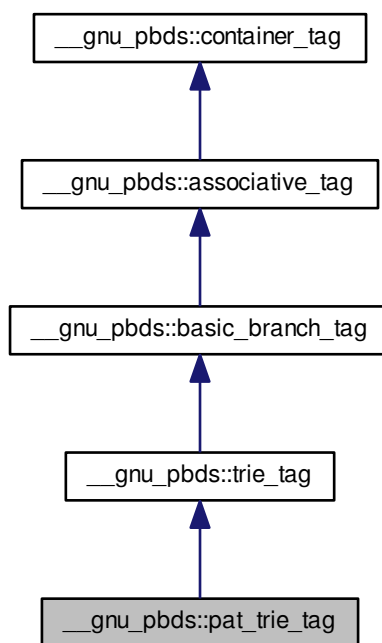 __gnu_pbds::container_tag
__gnu_pbds::associative_tag
__gnu_pbds::basic_branch_tag
__gnu_pbds::trie_tag
__gnu_pbds::pat_trie_tag